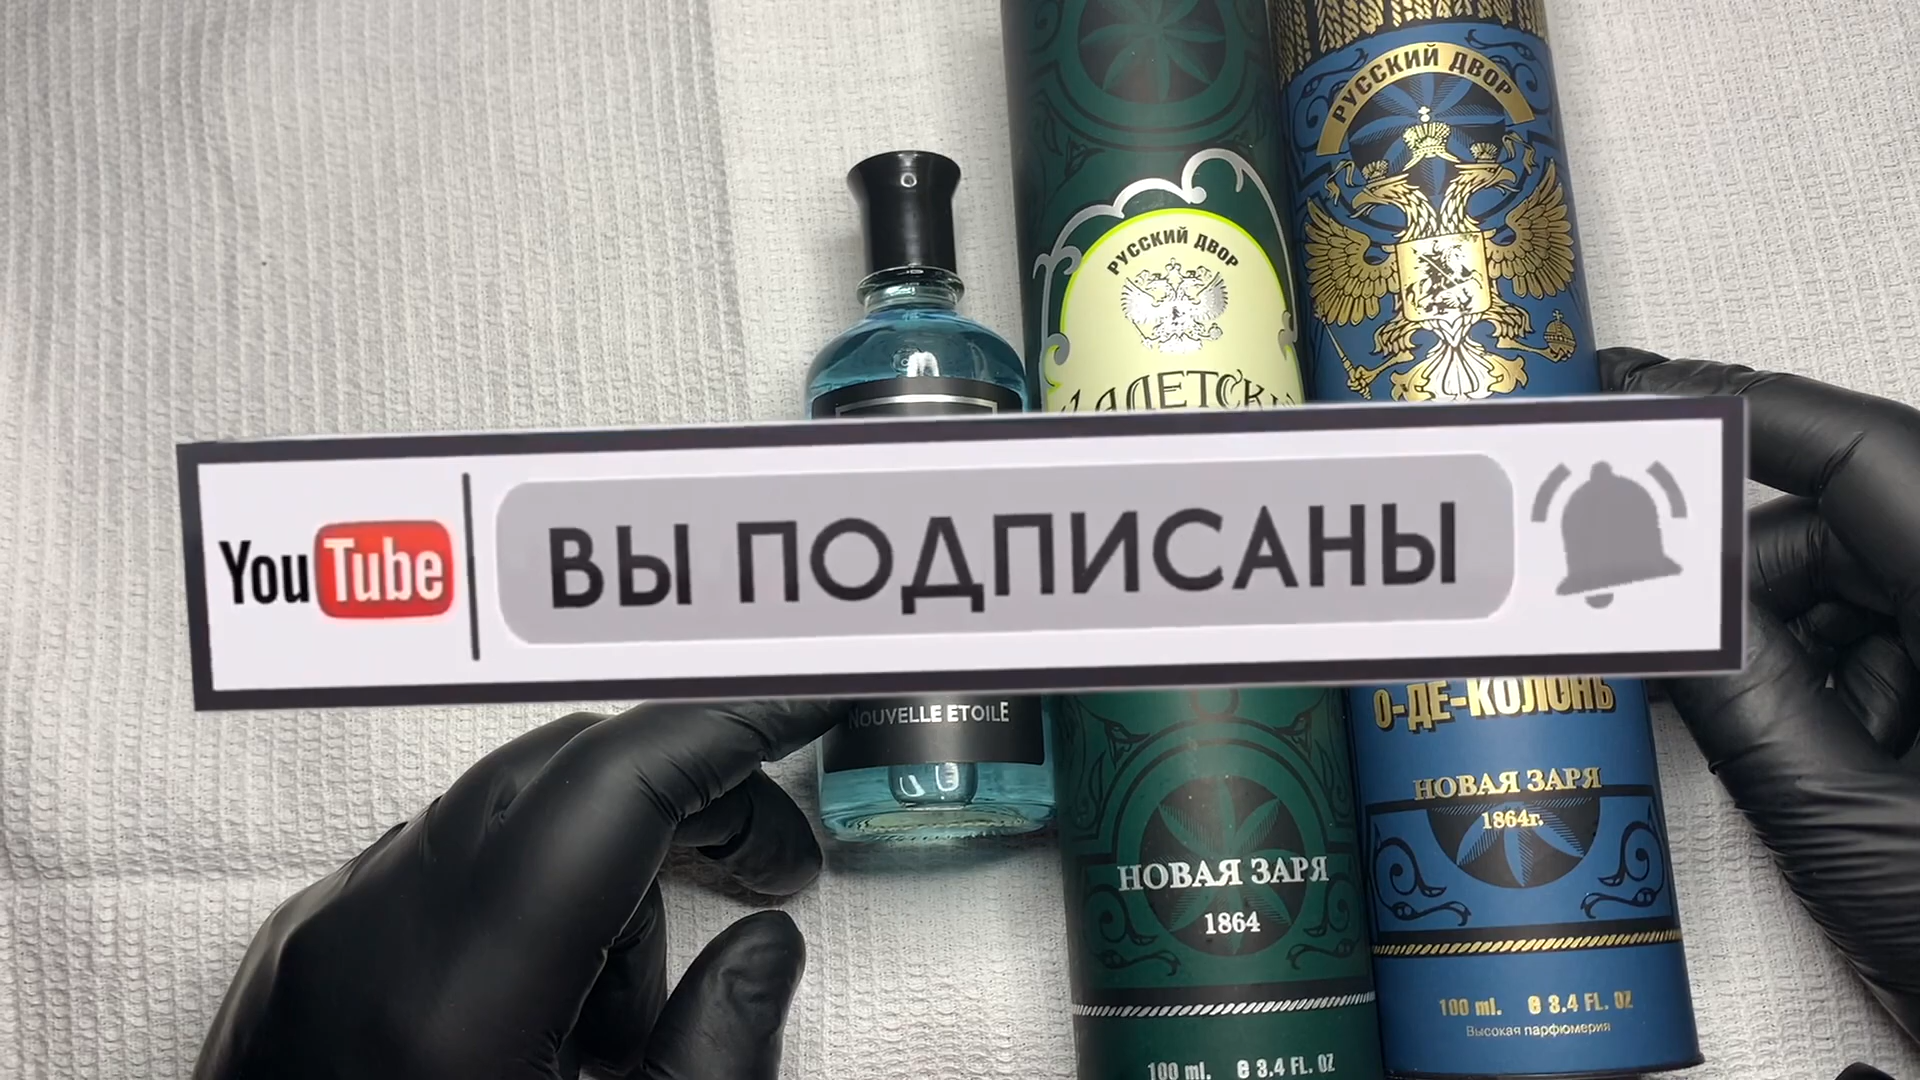 РУССКИЙ ДВОР
РУССКИЙ ДВОР
YouTube
ВЫ ПОДПИСАНЫ
NOUVELLE ETOILE
О-ДЕ-КОЛОНЬ
НОВАЯ ЗАРЯ
1864г.
НОВАЯ ЗАРЯ
1864
100 ml. e 3.4 FL. OZ
Высокая парфюмерия
100 ml. e 3.4 FL. OZ